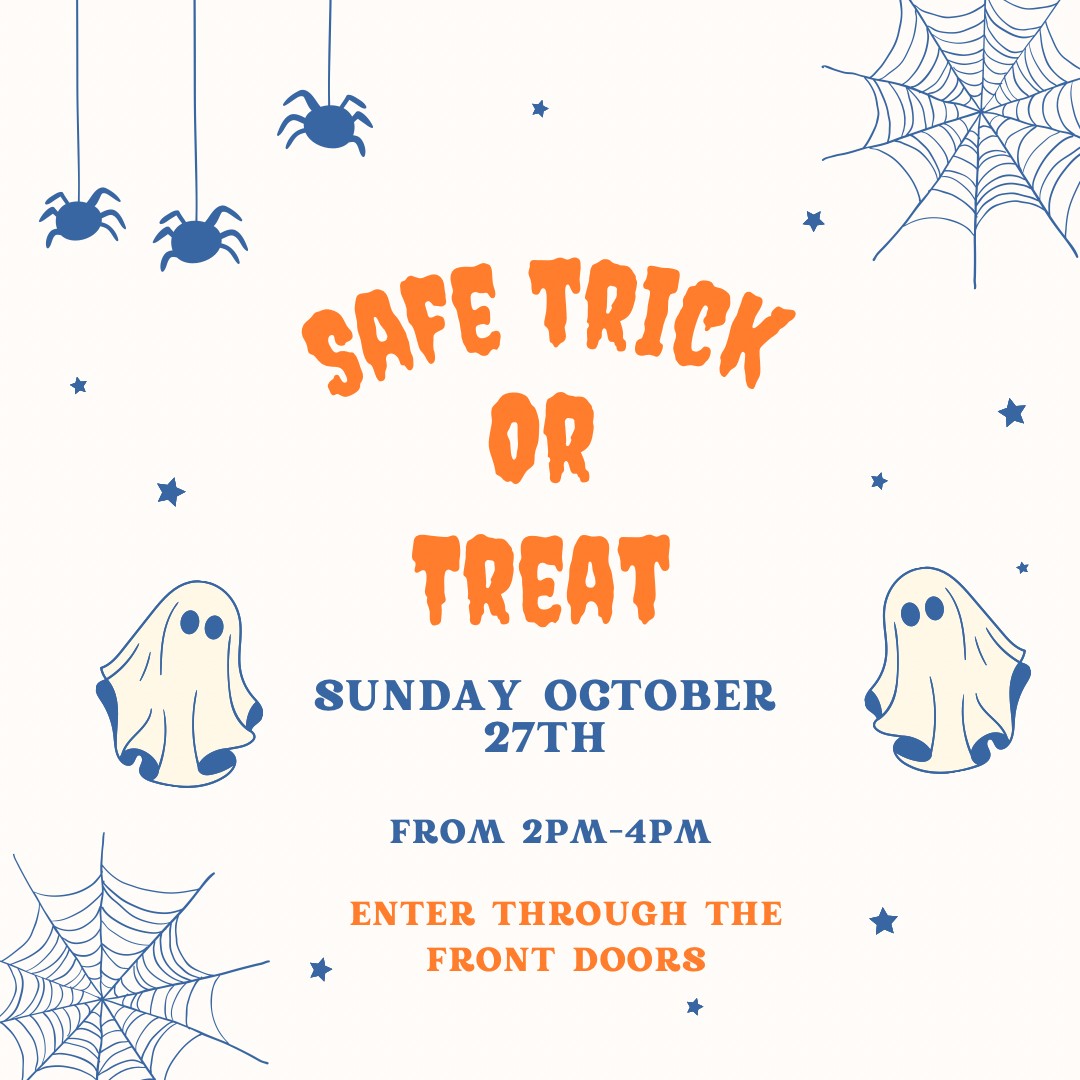 SAFE TRICK
OR
TREAT
SUNDAY OCTOBER
27TH
FROM 2PM-4PM
ENTER THROUGH THE
FRONT DOORS